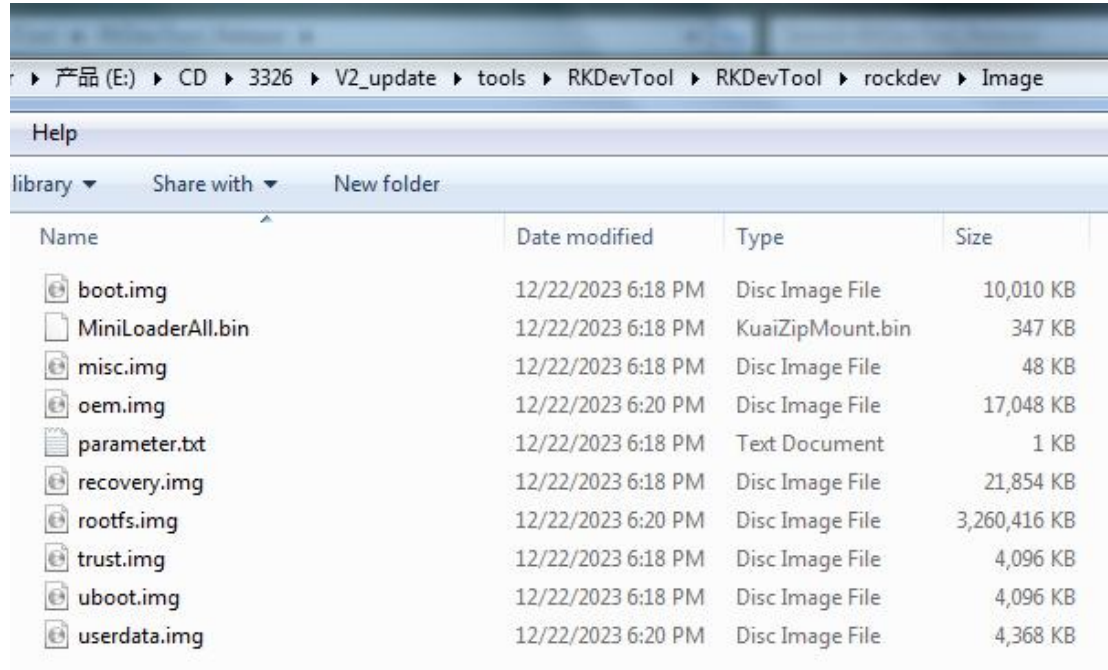 产品 (E:) ▸ CD ▸ 3326 ▸ V2_update ▸ tools ▸ RKDevTool ▸ RKDevTool ▸ rockdev ▸ Image
Help
library ▾ Share with ▾ New folder
Name Date modified Type Size
boot.img 12/22/2023 6:18 PM Disc Image File 10,010 KB
MiniLoaderAll.bin 12/22/2023 6:18 PM KuaiZipMount.bin 347 KB
misc.img 12/22/2023 6:18 PM Disc Image File 48 KB
oem.img 12/22/2023 6:20 PM Disc Image File 17,048 KB
parameter.txt 12/22/2023 6:18 PM Text Document 1 KB
recovery.img 12/22/2023 6:18 PM Disc Image File 21,854 KB
rootfs.img 12/22/2023 6:20 PM Disc Image File 3,260,416 KB
trust.img 12/22/2023 6:18 PM Disc Image File 4,096 KB
uboot.img 12/22/2023 6:18 PM Disc Image File 4,096 KB
userdata.img 12/22/2023 6:20 PM Disc Image File 4,368 KB